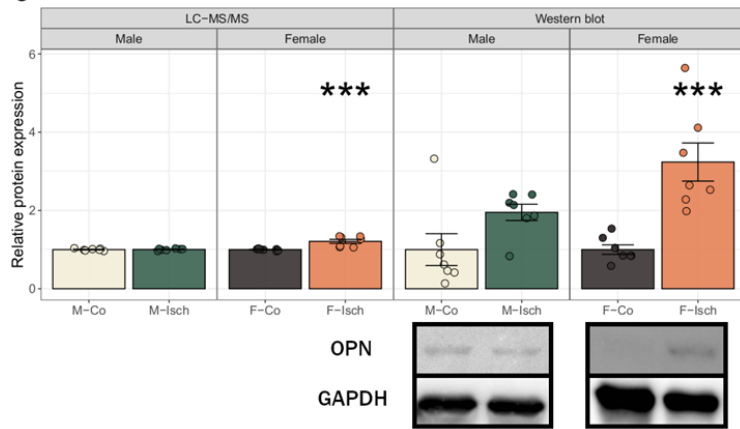 LC−MS/MS Western blot
Male Female Male Female
Relative protein expression
6
4
2
0
*** ***
M−Co M−Isch F−Co F−Isch M−Co M−Isch F−Co F−Isch
OPN
GAPDH